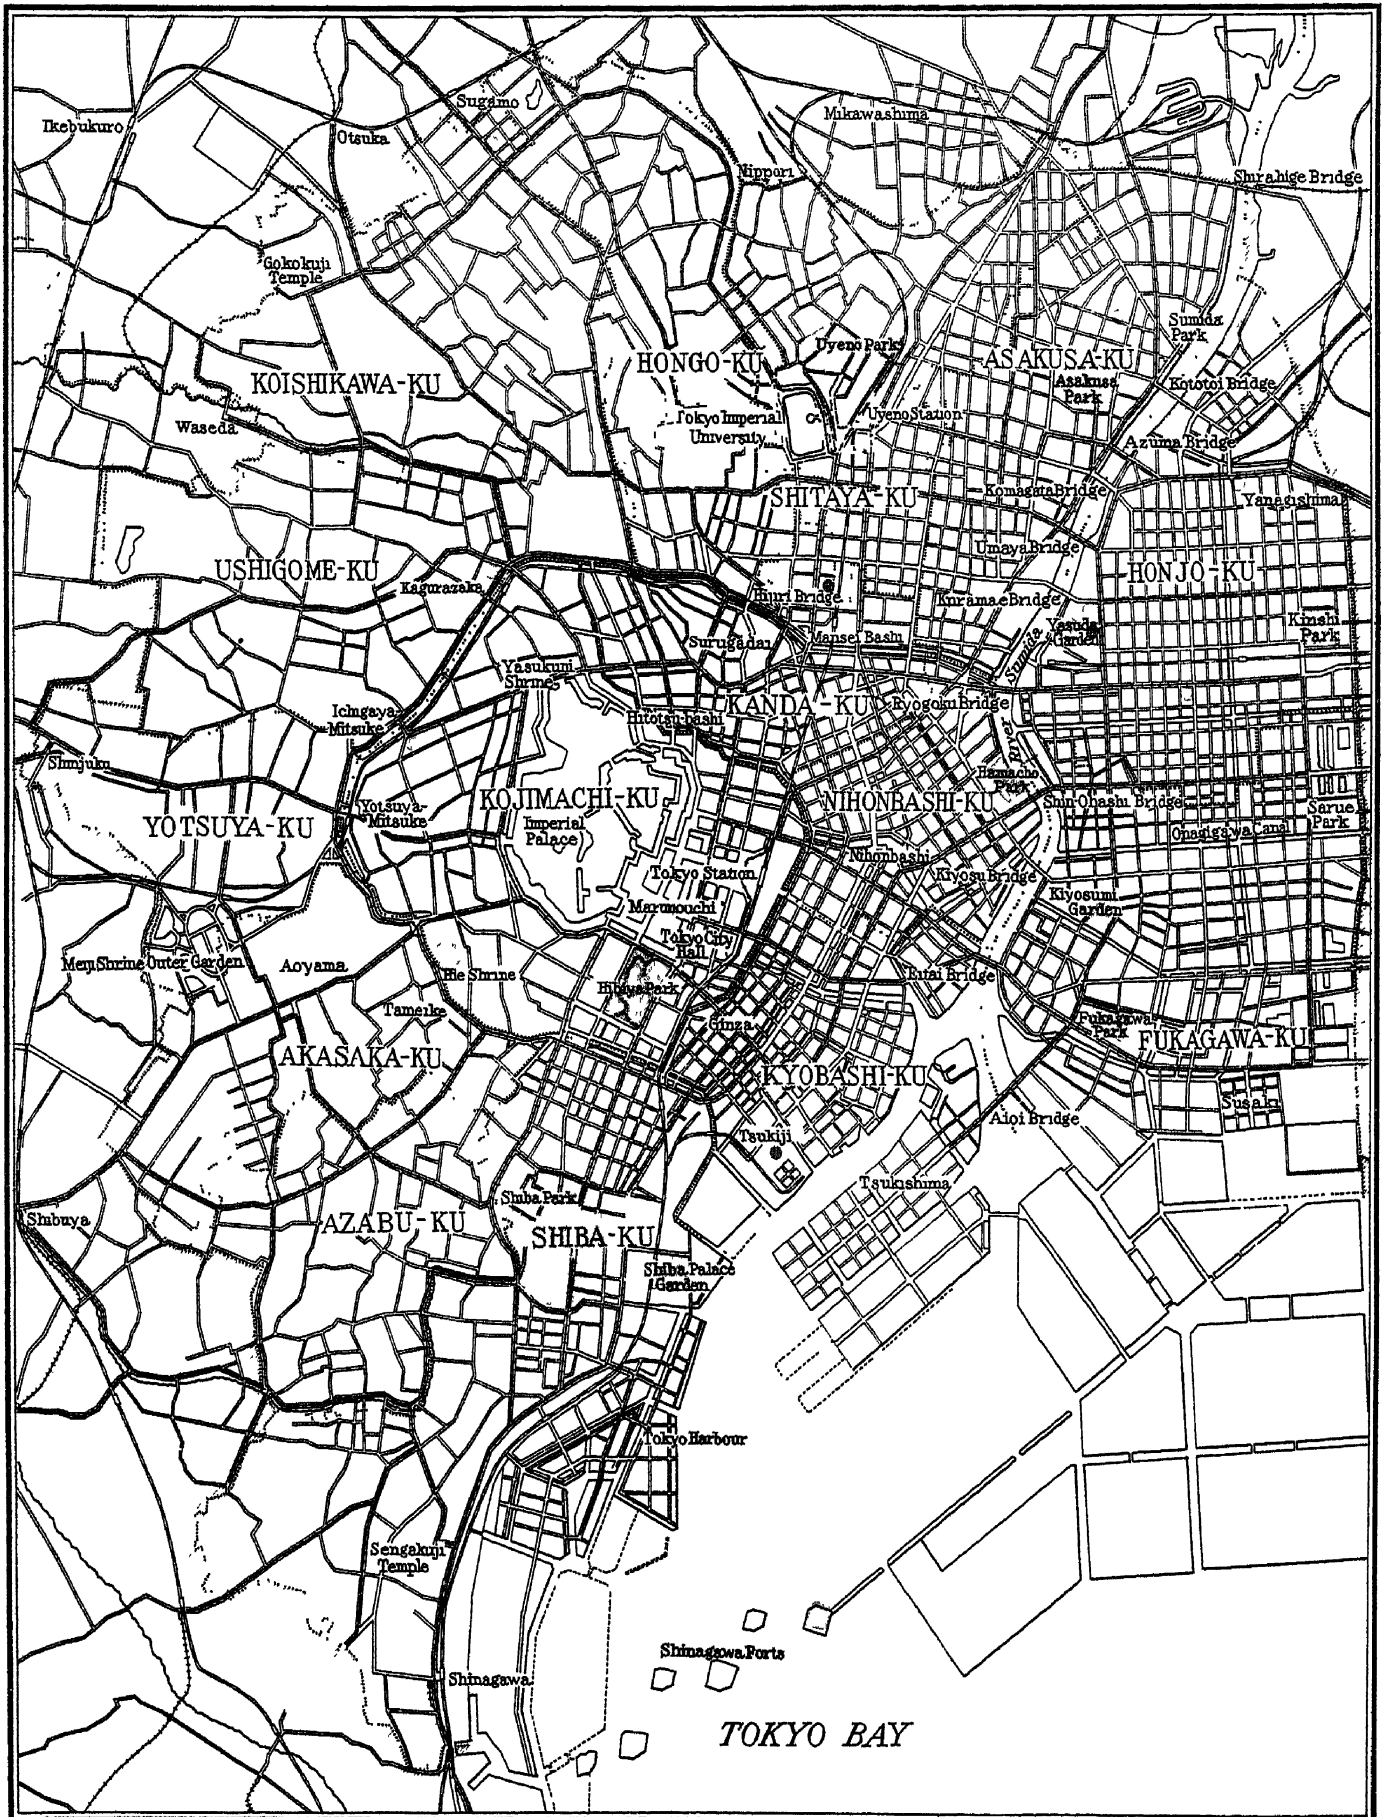 Sugamo
Ikebukuro
Otsuka
Mikawashima
Nippori
Shirahige Bridge
Gokokuji
Temple
Sumida
Park
Uyeno Park
HONGO-KU
ASAKUSA-KU
KOISHIKAWA-KU
Asakusa
Park
Kototoi Bridge
Tokyo Imperial
University
Uyeno Station
Waseda
Azuma Bridge
SHITAYA-KU
Komagata Bridge
Yanagishima
Umaya Bridge
USHIGOME-KU
HONJO-KU
Kagurazaka
Hijiri Bridge
Kuramae Bridge
Kinshi
Park
Yasuda
Garden
Surugadai
Mansei Bashi
Sumida
River
Yasukuni
Shrine
KANDA-KU
Ryogoku Bridge
Ichigaya-
Mitsuke
Hitotsu-bashi
Shinjuku
Hamacho
Park
KOJIMACHI-KU
NIHONBASHI-KU
Shin-Ohashi Bridge
Yotsuya-
Mitsuke
Sarue
Park
YOTSUYA-KU
Imperial
Palace
Onagigawa Canal
Nihonbashi
Tokyo Station
Kiyosu Bridge
Kiyosumi
Garden
Marunouchi
Tokyo City
Hall
Meiji Shrine Outer Garden
Aoyama
Hie Shrine
Eitai Bridge
Hibiya Park
Tameike
Ginza
Fukagawa
Park
FUKAGAWA-KU
AKASAKA-KU
KYOBASHI-KU
Susaki
Aioi Bridge
Tsukiji
Tsukishima
Shiba Park
Shibuya
AZABU-KU
SHIBA-KU
Shiba Palace
Garden
Tokyo Harbour
Sengakuji
Temple
Shinagawa Forts
Shinagawa
TOKYO BAY